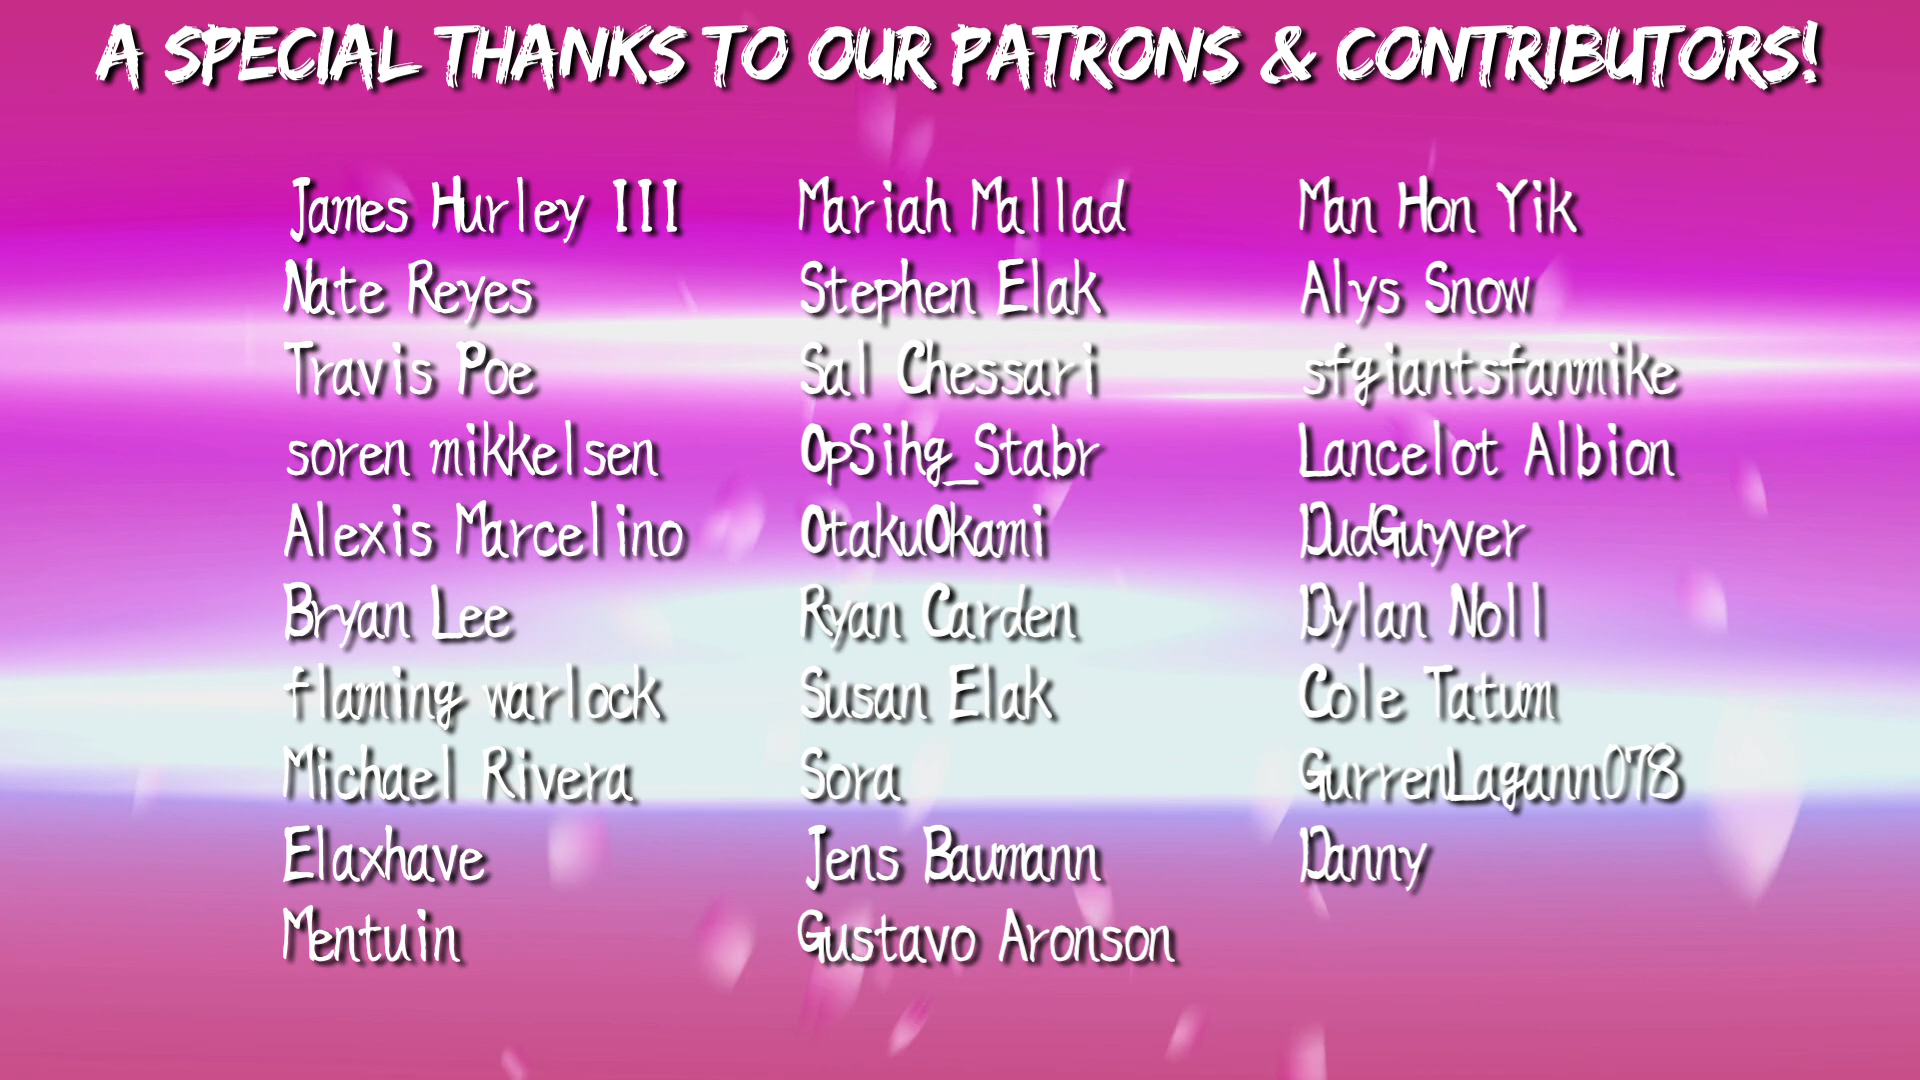 A SPECIAL THANKS TO OUR PATRONS & CONTRIBUTORS!
James Hurley III
Nate Reyes
Travis Poe
soren mikkelsen
Alexis Marcelino
Bryan Lee
flaming warlock
Michael Rivera
Elaxhave
Mentuin
Mariah Mallad
Stephen Elak
Sal Chessari
OpSihg_Stabr
OtakuOkami
Ryan Carden
Susan Elak
Sora
Jens Baumann
Gustavo Aronson
Man Hon Yik
Alys Snow
sfgiantsfanmike
Lancelot Albion
DudGuyver
Dylan Noll
Cole Tatum
GurrenLagann078
Danny